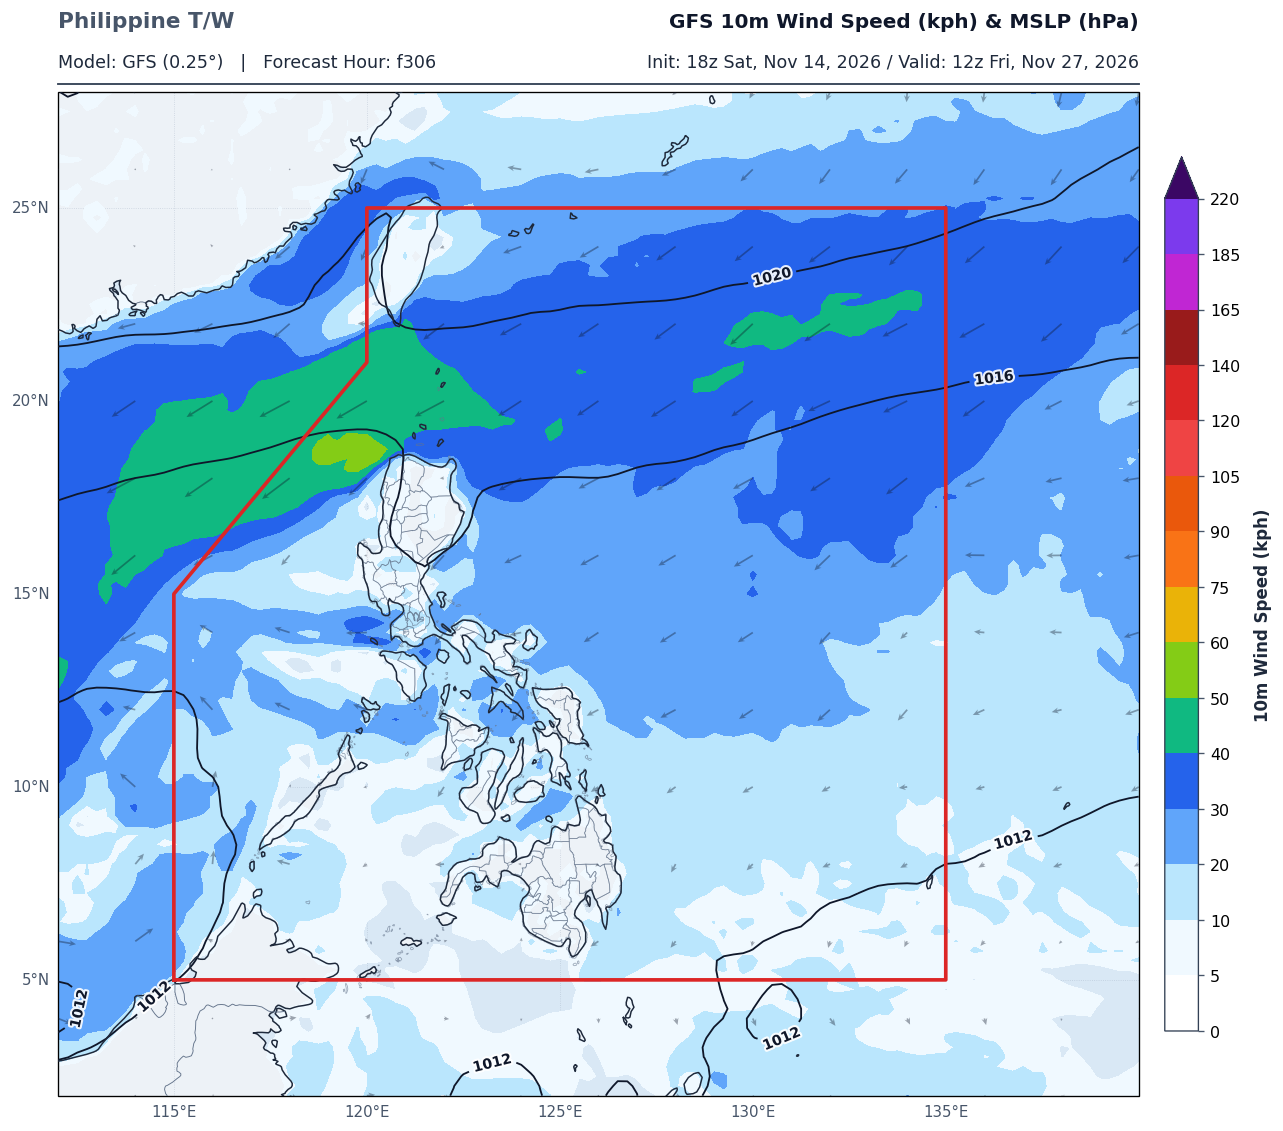 Philippine T/W
GFS 10m Wind Speed (kph) & MSLP (hPa)
Model: GFS (0.25°)   |   Forecast Hour: f306
Init: 18z Sat, Nov 14, 2026 / Valid: 12z Fri, Nov 27, 2026
25°N
20°N
15°N
10°N
5°N
115°E
120°E
125°E
130°E
135°E
1020
1016
1012
1012
1012
1012
1012
220
185
165
140
120
105
90
75
60
50
40
30
20
10
5
0
10m Wind Speed (kph)